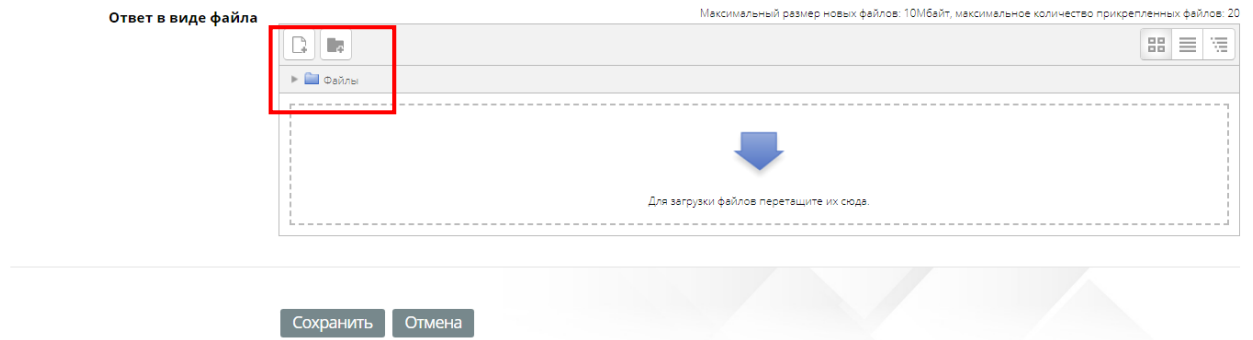 Ответ в виде файла
Максимальный размер новых файлов: 10Мбайт, максимальное количество прикрепленных файлов: 20
Файлы
Для загрузки файлов перетащите их сюда.
Сохранить
Отмена